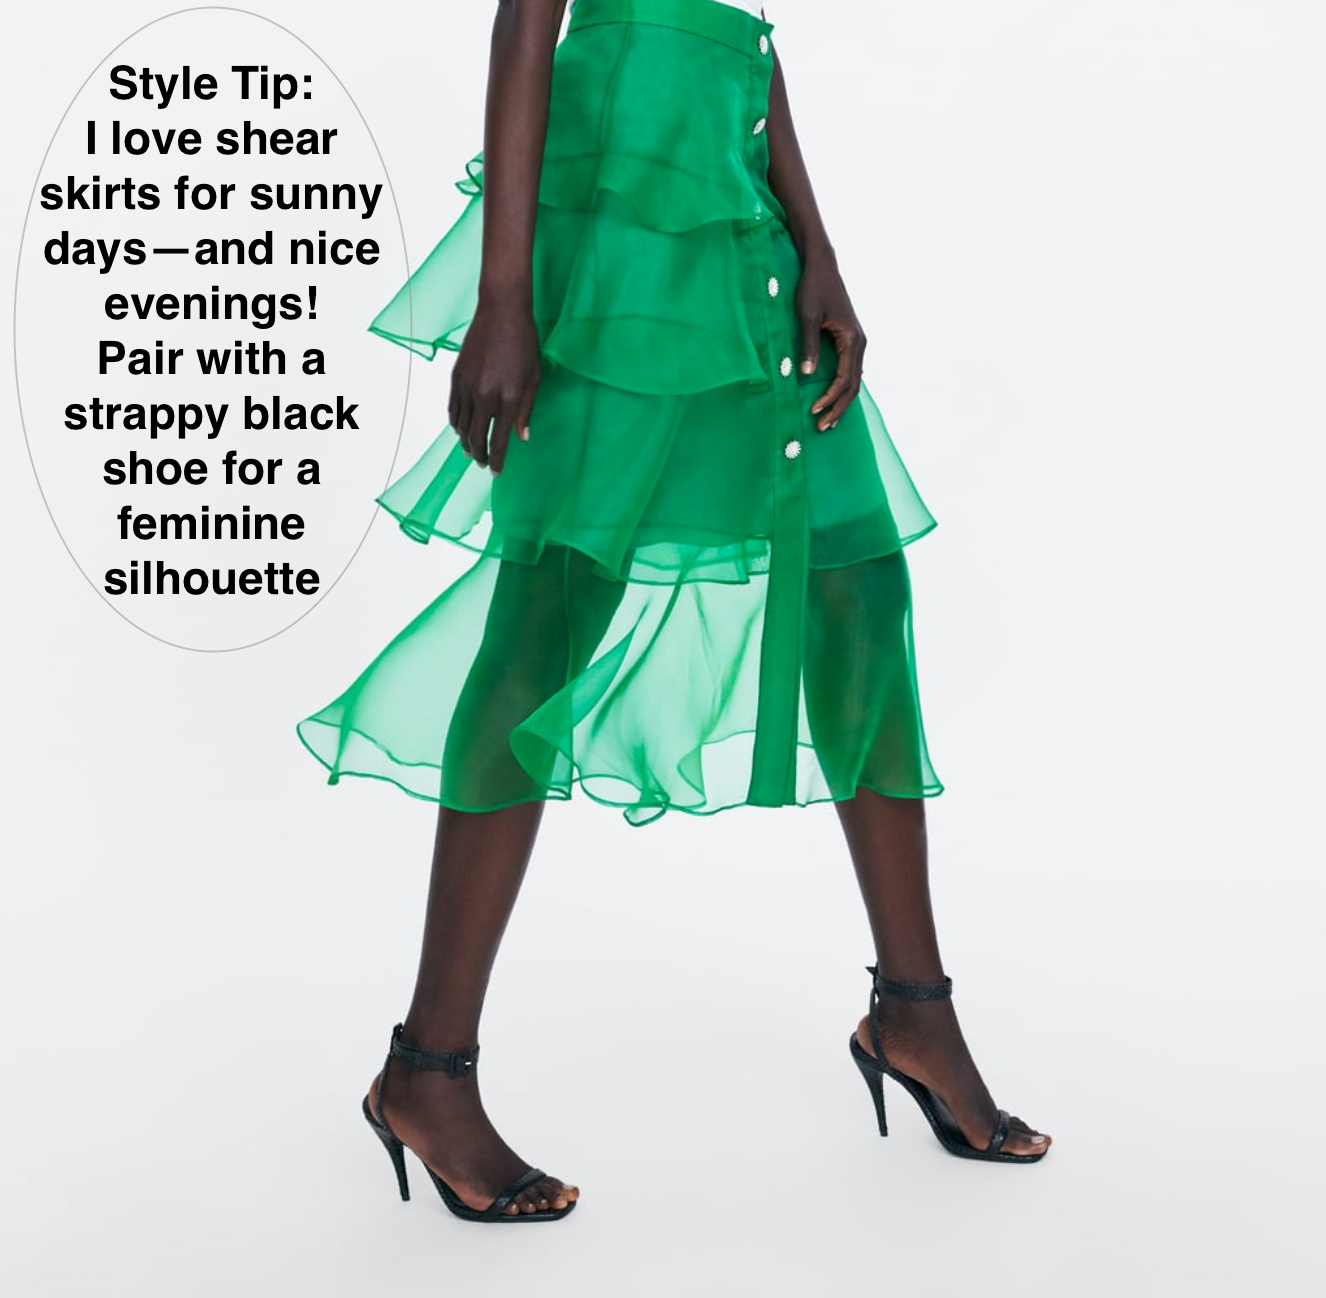 Style Tip:
I love shear
skirts for sunny
days—and nice
evenings!
Pair with a
strappy black
shoe for a
feminine
silhouette